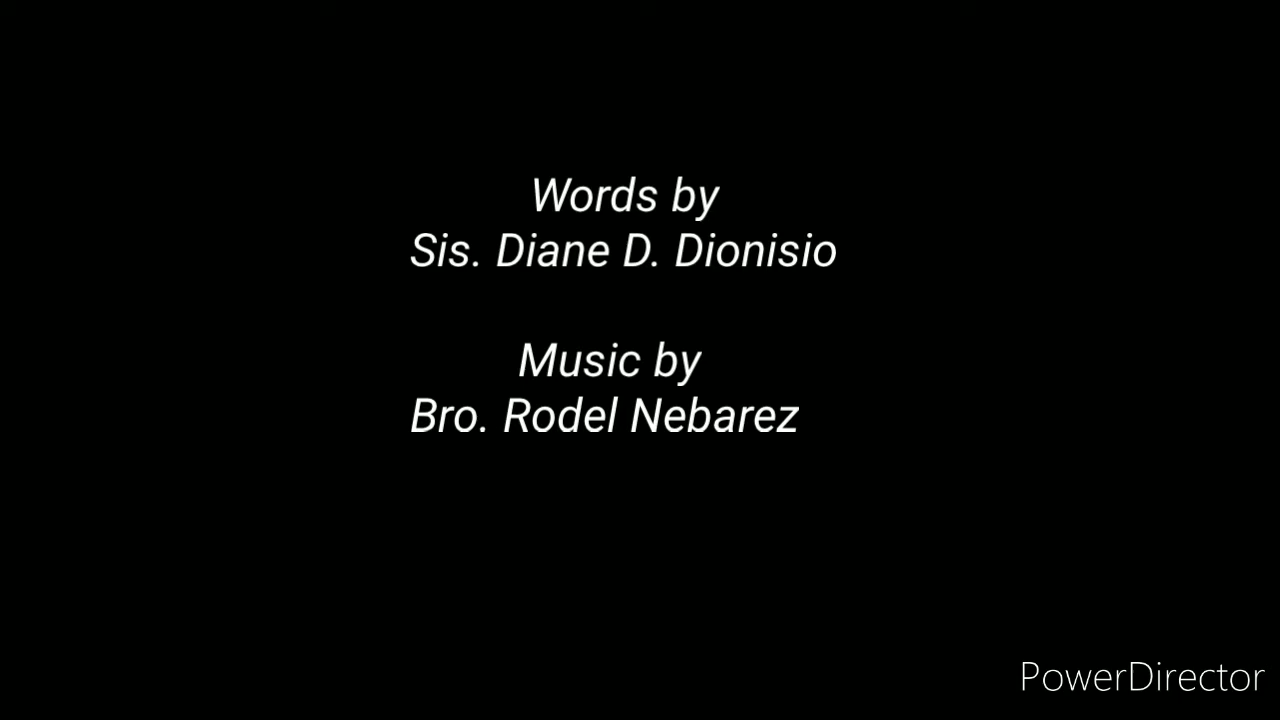 Words by
Sis. Diane D. Dionisio
Music by
Bro. Rodel Nebarez
PowerDirector